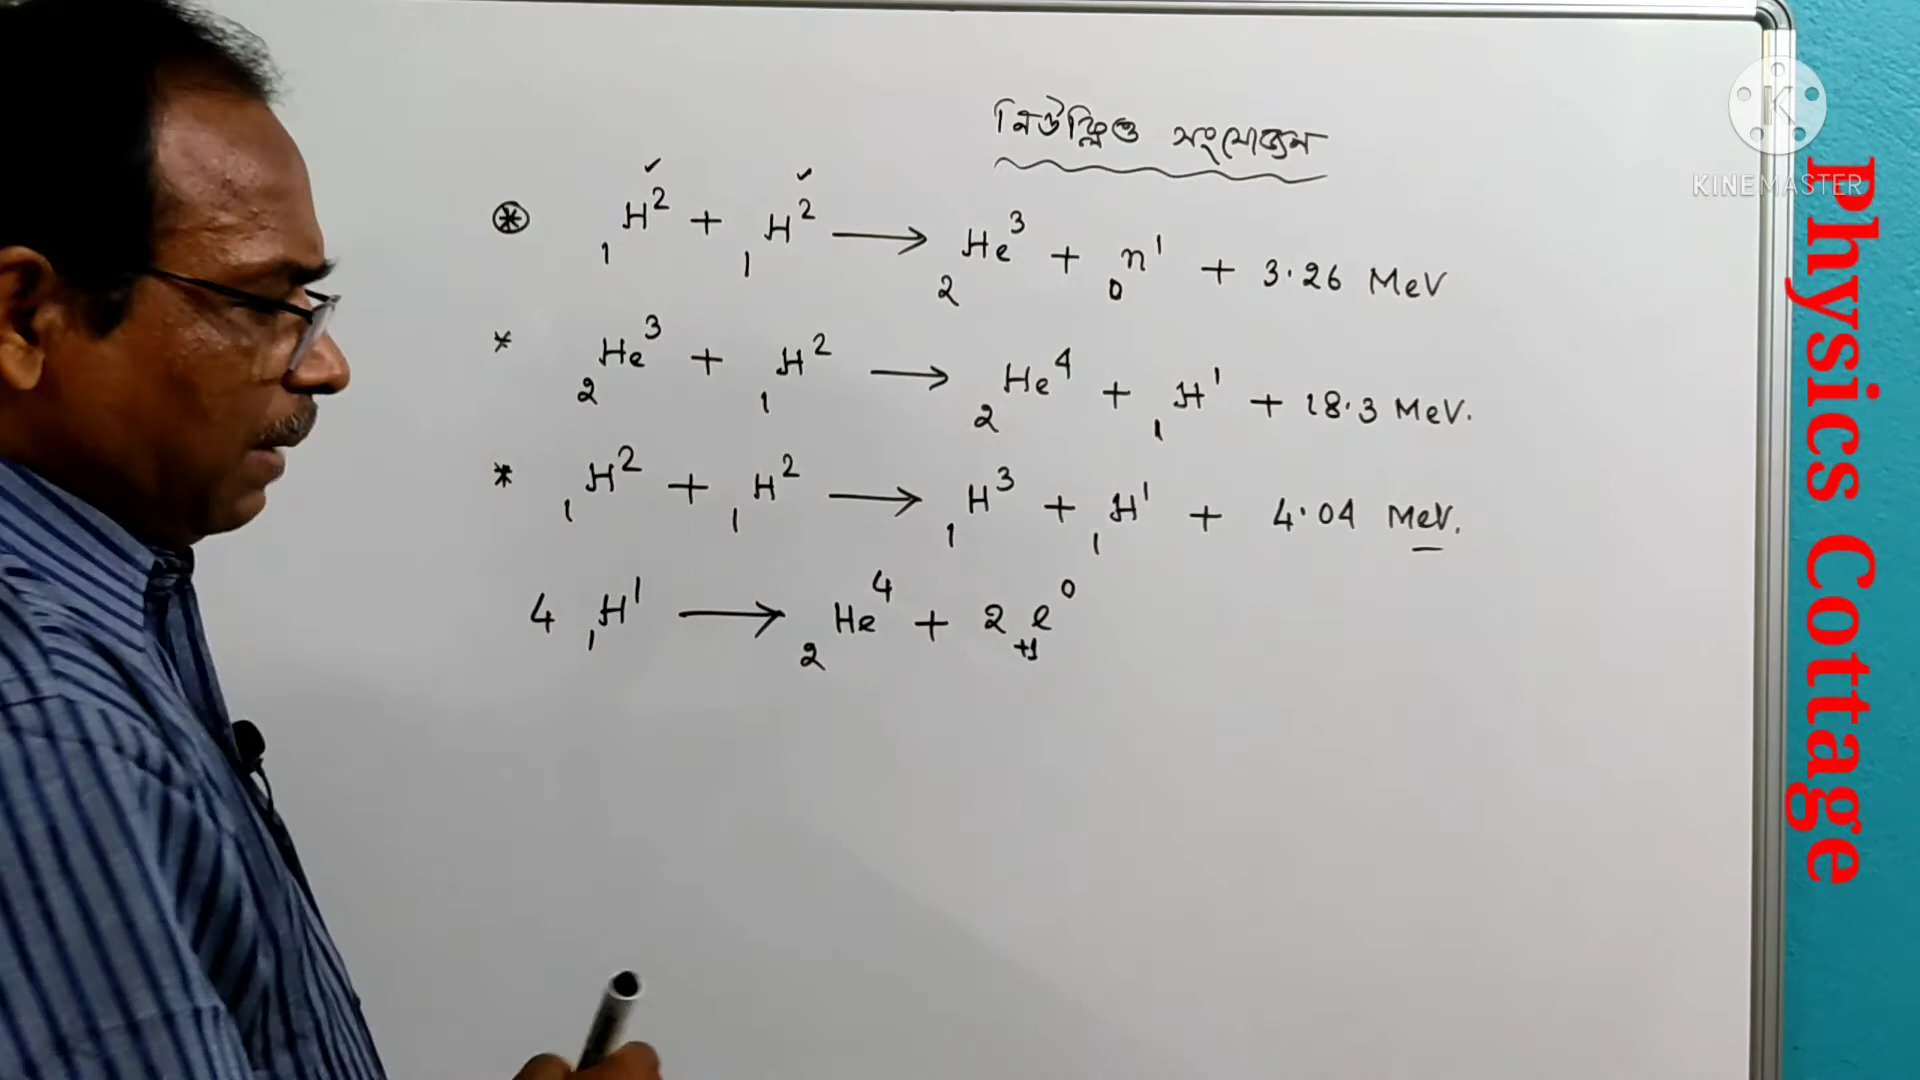 নিউক্লিও সংযোজন
⊛ ₁H² + ₁H² ⟶ ₂He³ + ₀n¹ + 3.26 MeV
* ₂He³ + ₁H² ⟶ ₂He⁴ + ₁H¹ + 18.3 MeV.
* ₁H² + ₁H² ⟶ ₁H³ + ₁H¹ + 4.04 MeV.
4 ₁H¹ ⟶ ₂He⁴ + 2 ₊₁e⁰
K
KINEMASTER
Physics Cottage